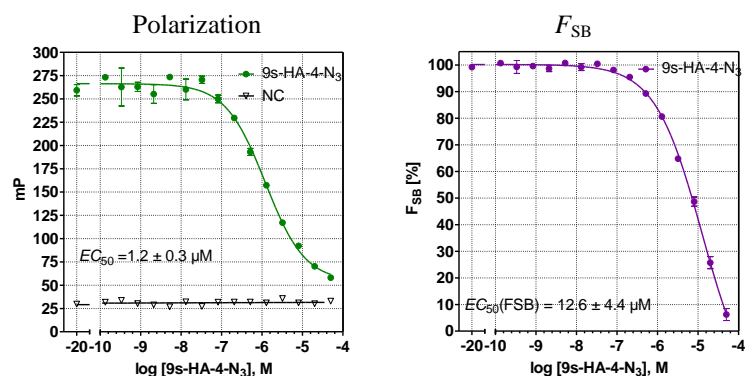 Polarization
300
275
250
225
200
175
150
125
100
75
50
25
0
mP
9s-HA-4-N3
NC
EC50 =1.2 ± 0.3 µM
-20 -10 -9 -8 -7 -6 -5 -4
log [9s-HA-4-N3], M
FSB
100
90
80
70
60
50
40
30
20
10
0
FSB [%]
9s-HA-4-N3
EC50(FSB) = 12.6 ± 4.4 µM
-20 -10 -9 -8 -7 -6 -5 -4
log [9s-HA-4-N3], M